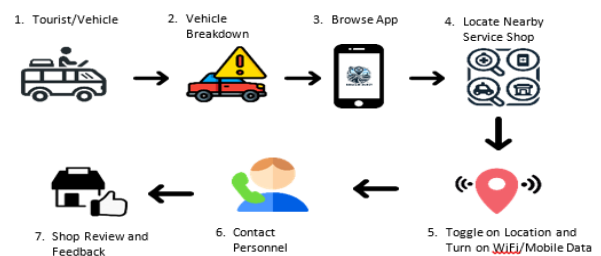 1. Tourist/Vehicle
2. Vehicle
Breakdown
3. Browse App
4. Locate Nearby
Service Shop
5. Toggle on Location and
Turn on WiFi/Mobile Data
6. Contact
Personnel
7. Shop Review and
Feedback